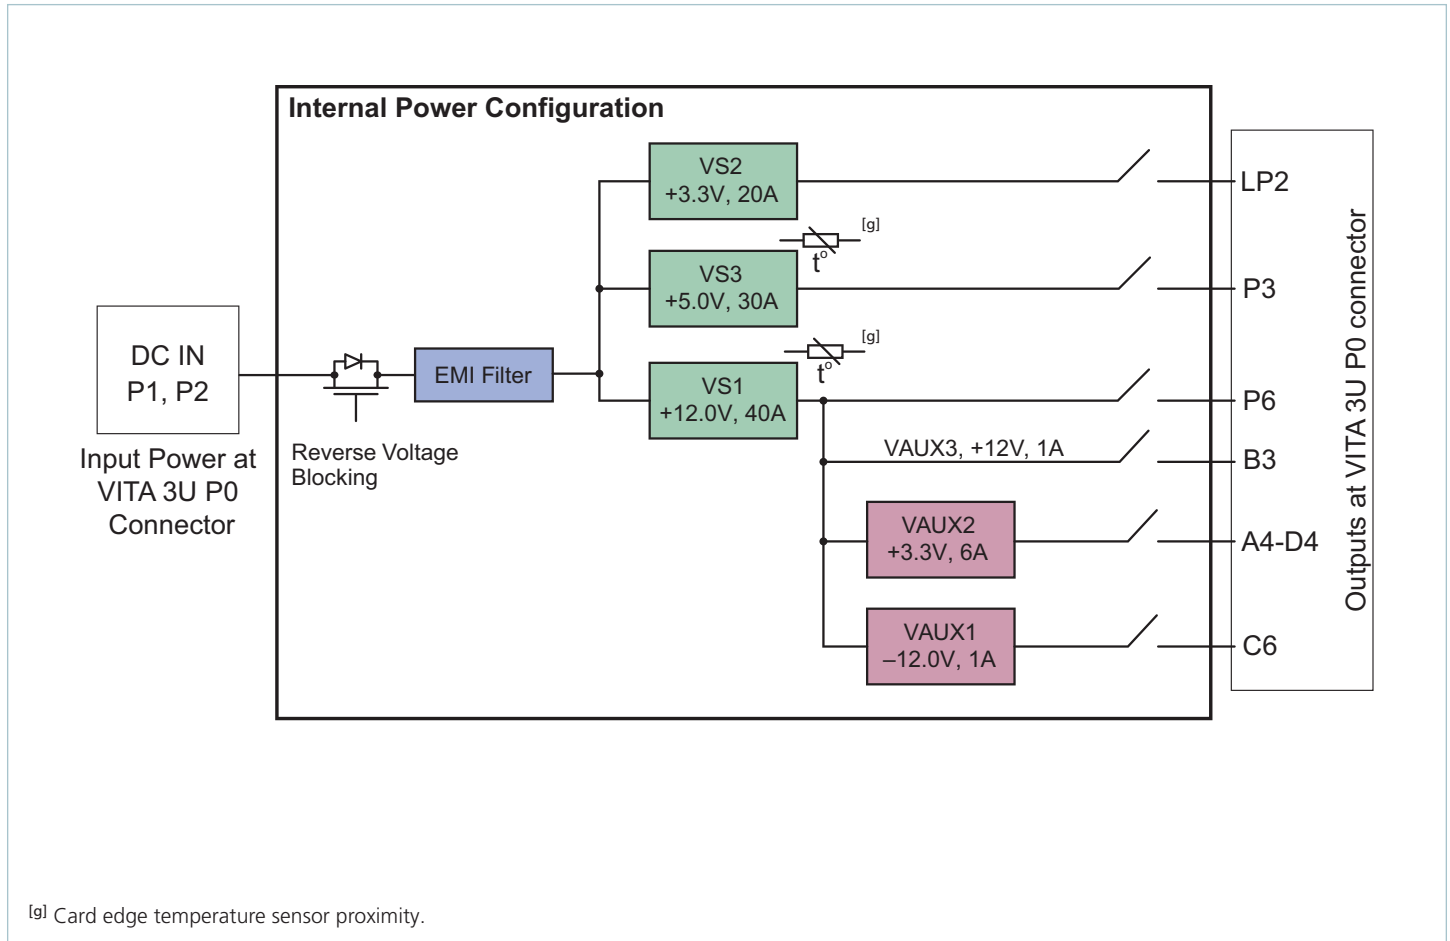 Internal Power Configuration
VS2
+3.3V, 20A
LP2
[g]
t°
VS3
+5.0V, 30A
P3
DC IN
P1, P2
Input Power at
VITA 3U P0
Connector
Reverse Voltage
Blocking
EMI Filter
[g]
t°
VS1
+12.0V, 40A
P6
VAUX3, +12V, 1A
B3
VAUX2
+3.3V, 6A
A4-D4
VAUX1
–12.0V, 1A
C6
Outputs at VITA 3U P0 connector
[g] Card edge temperature sensor proximity.